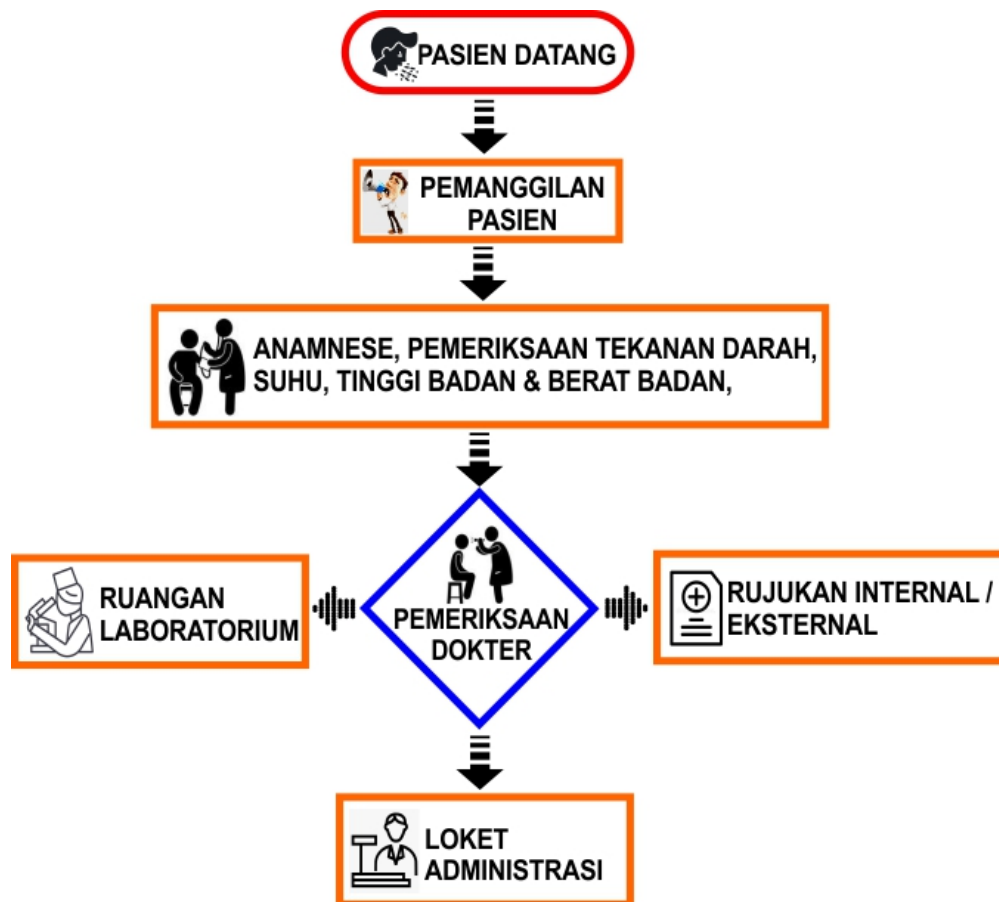 PASIEN DATANG
PEMANGGILAN
PASIEN
ANAMNESE, PEMERIKSAAN TEKANAN DARAH,
SUHU, TINGGI BADAN & BERAT BADAN,
RUANGAN
LABORATORIUM
PEMERIKSAAN
DOKTER
RUJUKAN INTERNAL /
EKSTERNAL
LOKET
ADMINISTRASI